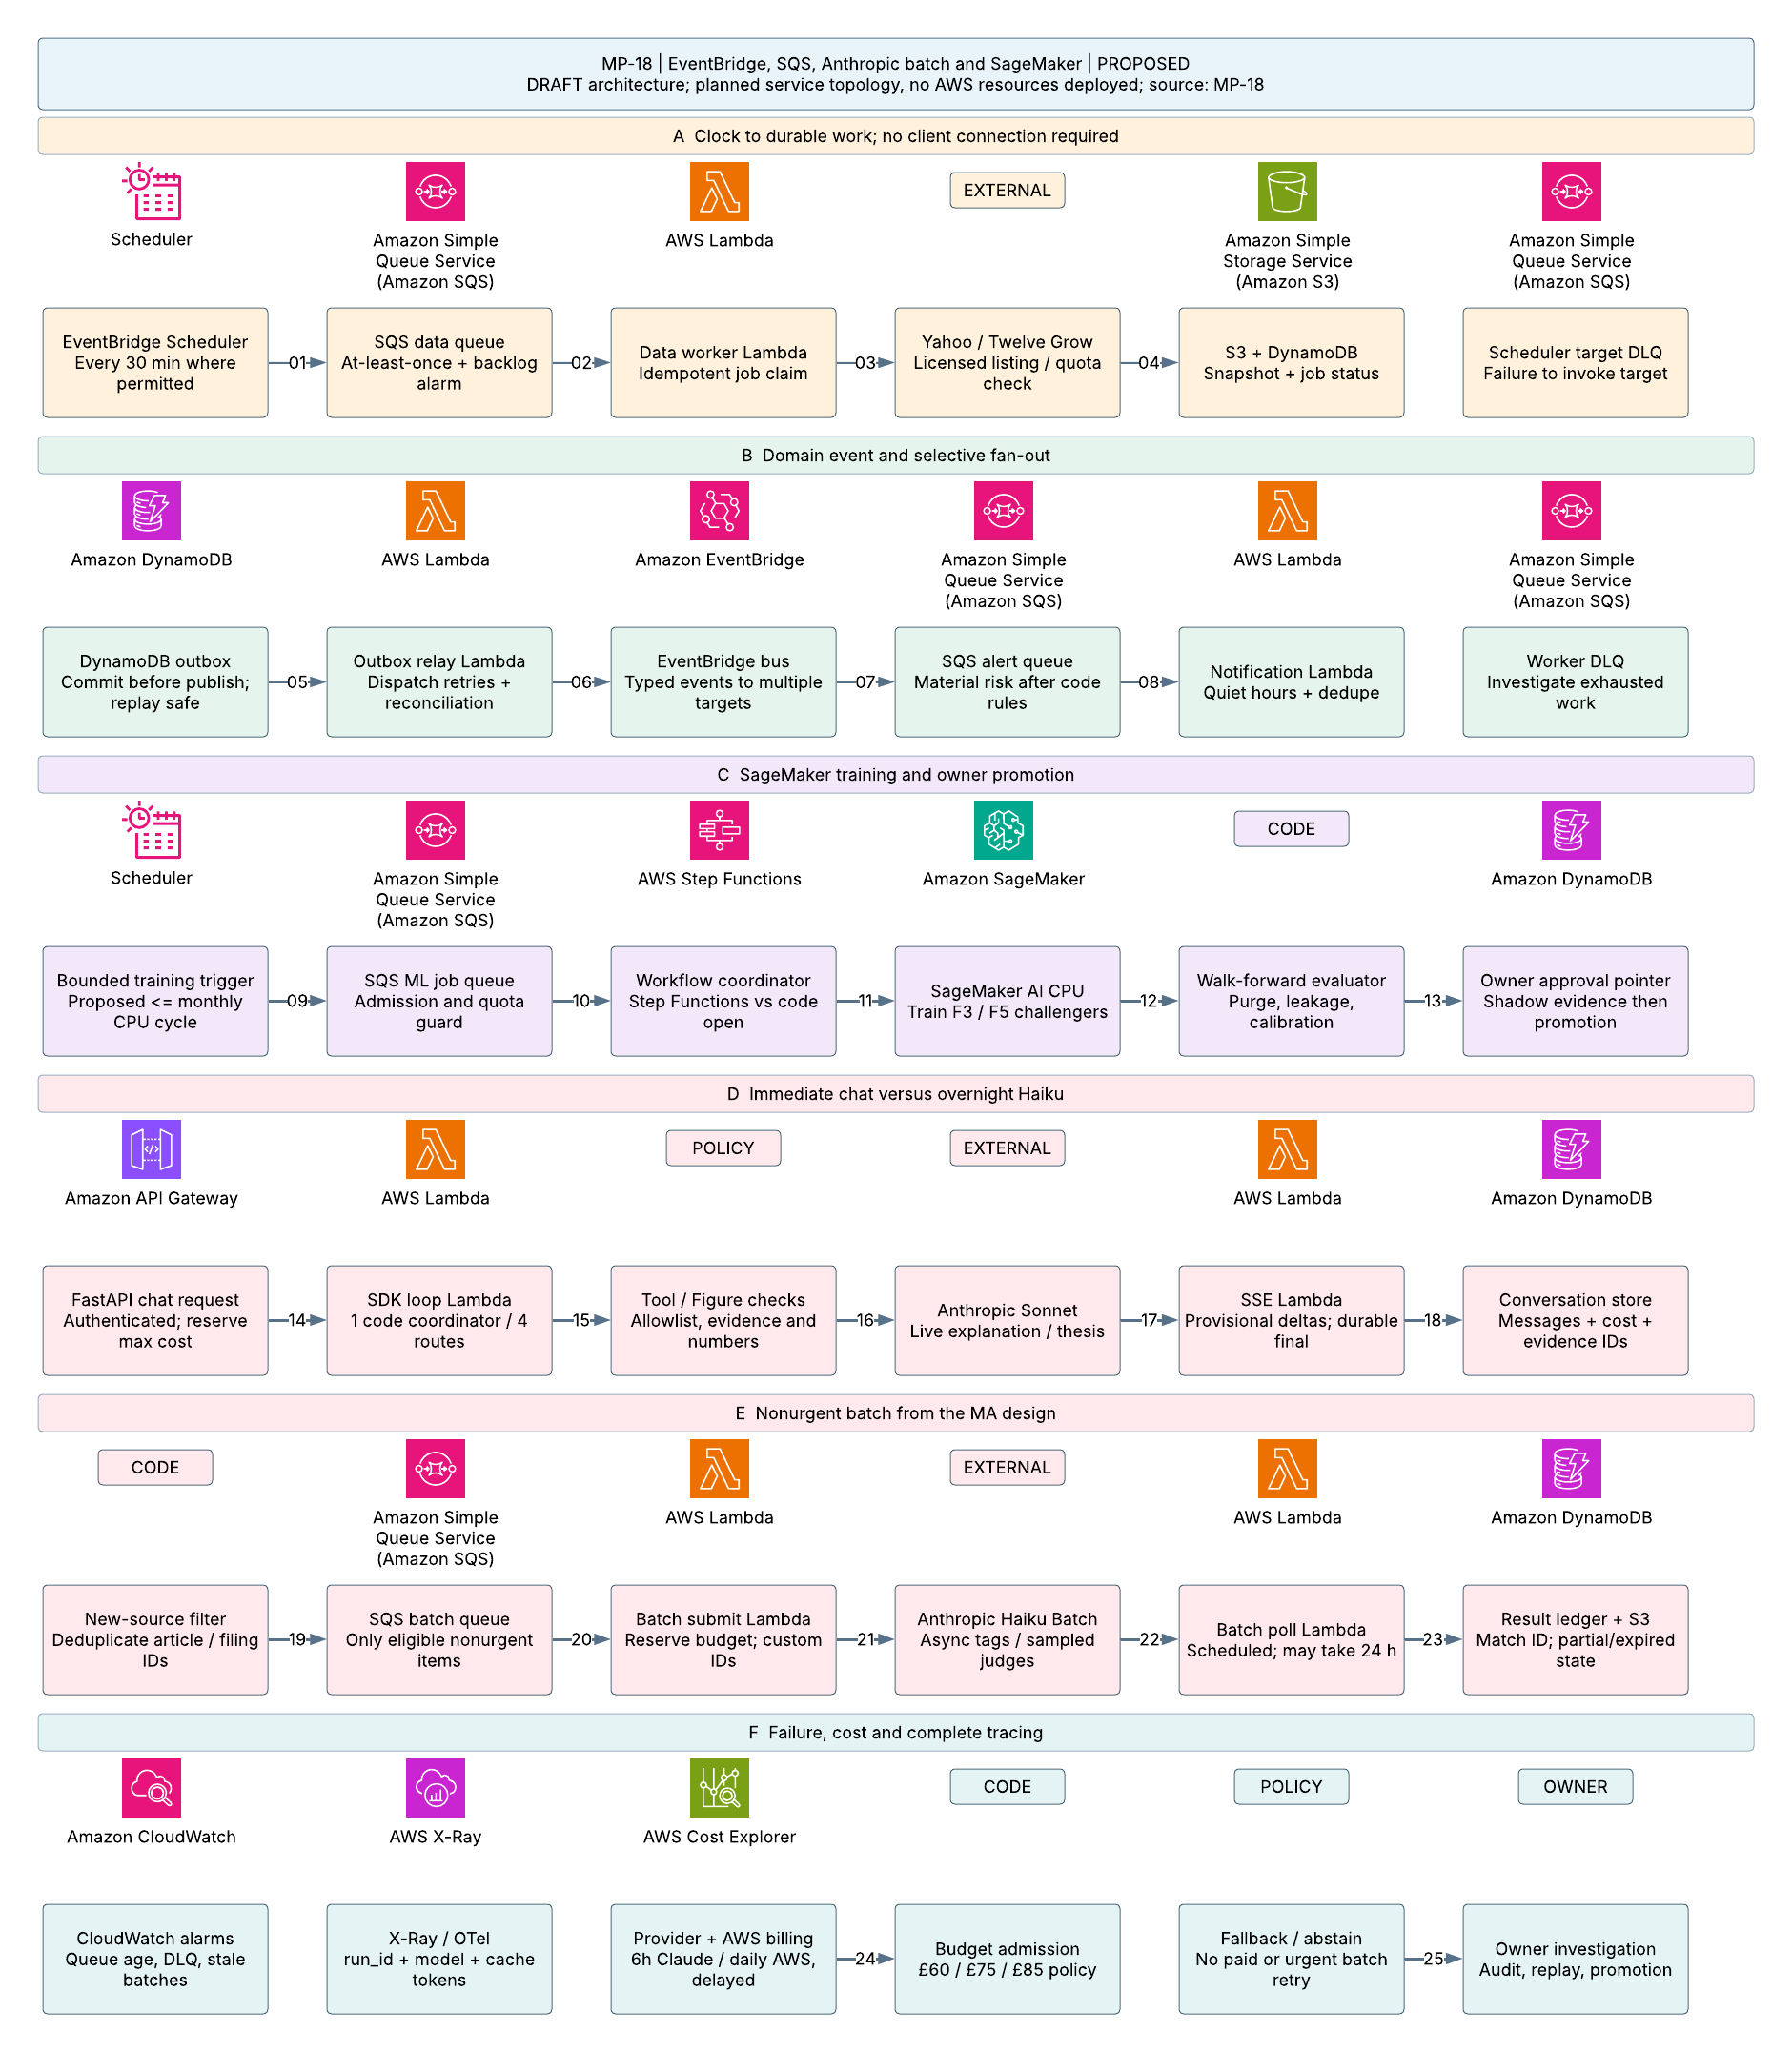 MP-18 | EventBridge, SQS, Anthropic batch and SageMaker | PROPOSED
DRAFT architecture; planned service topology, no AWS resources deployed; source: MP-18
A Clock to durable work; no client connection required
Scheduler
Amazon Simple
Queue Service
(Amazon SQS)
AWS Lambda
EXTERNAL
Amazon Simple
Storage Service
(Amazon S3)
Amazon Simple
Queue Service
(Amazon SQS)
EventBridge Scheduler
Every 30 min where
permitted
01
SQS data queue
At-least-once + backlog
alarm
02
Data worker Lambda
Idempotent job claim
03
Yahoo / Twelve Grow
Licensed listing / quota
check
04
S3 + DynamoDB
Snapshot + job status
Scheduler target DLQ
Failure to invoke target
B Domain event and selective fan-out
Amazon DynamoDB
AWS Lambda
Amazon EventBridge
Amazon Simple
Queue Service
(Amazon SQS)
AWS Lambda
Amazon Simple
Queue Service
(Amazon SQS)
DynamoDB outbox
Commit before publish;
replay safe
05
Outbox relay Lambda
Dispatch retries +
reconciliation
06
EventBridge bus
Typed events to multiple
targets
07
SQS alert queue
Material risk after code
rules
08
Notification Lambda
Quiet hours + dedupe
Worker DLQ
Investigate exhausted
work
C SageMaker training and owner promotion
Scheduler
Amazon Simple
Queue Service
(Amazon SQS)
AWS Step Functions
Amazon SageMaker
CODE
Amazon DynamoDB
Bounded training trigger
Proposed <= monthly
CPU cycle
09
SQS ML job queue
Admission and quota
guard
10
Workflow coordinator
Step Functions vs code
open
11
SageMaker AI CPU
Train F3 / F5 challengers
12
Walk-forward evaluator
Purge, leakage,
calibration
13
Owner approval pointer
Shadow evidence then
promotion
D Immediate chat versus overnight Haiku
Amazon API Gateway
AWS Lambda
POLICY
EXTERNAL
AWS Lambda
Amazon DynamoDB
FastAPI chat request
Authenticated; reserve
max cost
14
SDK loop Lambda
1 code coordinator / 4
routes
15
Tool / Figure checks
Allowlist, evidence and
numbers
16
Anthropic Sonnet
Live explanation / thesis
17
SSE Lambda
Provisional deltas; durable
final
18
Conversation store
Messages + cost +
evidence IDs
E Nonurgent batch from the MA design
CODE
Amazon Simple
Queue Service
(Amazon SQS)
AWS Lambda
EXTERNAL
AWS Lambda
Amazon DynamoDB
New-source filter
Deduplicate article / filing
IDs
19
SQS batch queue
Only eligible nonurgent
items
20
Batch submit Lambda
Reserve budget; custom
IDs
21
Anthropic Haiku Batch
Async tags / sampled
judges
22
Batch poll Lambda
Scheduled; may take 24 h
23
Result ledger + S3
Match ID; partial/expired
state
F Failure, cost and complete tracing
Amazon CloudWatch
AWS X-Ray
AWS Cost Explorer
CODE
POLICY
OWNER
CloudWatch alarms
Queue age, DLQ, stale
batches
X-Ray / OTel
run_id + model + cache
tokens
Provider + AWS billing
6h Claude / daily AWS,
delayed
24
Budget admission
£60 / £75 / £85 policy
Fallback / abstain
No paid or urgent batch
retry
25
Owner investigation
Audit, replay, promotion